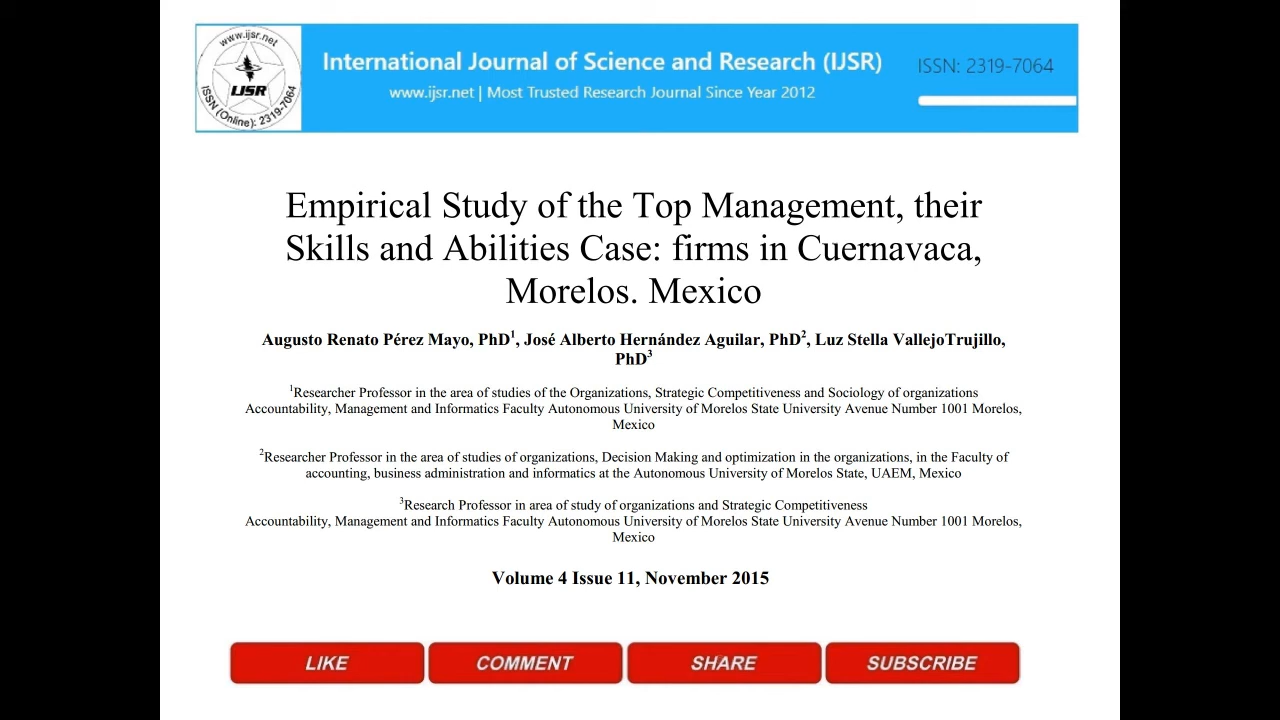 www.ijsr.net
IJSR
ISSN (Online): 2319-7064
International Journal of Science and Research (IJSR)
www.ijsr.net | Most Trusted Research Journal Since Year 2012
ISSN: 2319-7064
Empirical Study of the Top Management, their
Skills and Abilities Case: firms in Cuernavaca,
Morelos. Mexico
Augusto Renato Pérez Mayo, PhD1, José Alberto Hernández Aguilar, PhD2, Luz Stella VallejoTrujillo,
PhD3
1Researcher Professor in the area of studies of the Organizations, Strategic Competitiveness and Sociology of organizations
Accountability, Management and Informatics Faculty Autonomous University of Morelos State University Avenue Number 1001 Morelos,
Mexico
2Researcher Professor in the area of studies of organizations, Decision Making and optimization in the organizations, in the Faculty of
accounting, business administration and informatics at the Autonomous University of Morelos State, UAEM, Mexico
3Research Professor in area of study of organizations and Strategic Competitiveness
Accountability, Management and Informatics Faculty Autonomous University of Morelos State University Avenue Number 1001 Morelos,
Mexico
Volume 4 Issue 11, November 2015
LIKE
COMMENT
SHARE
SUBSCRIBE